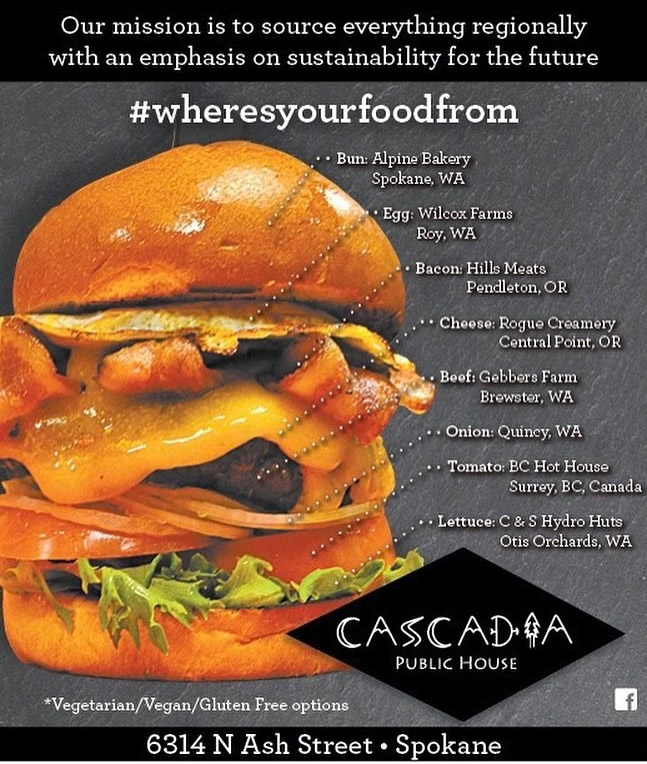 Our mission is to source everything regionally
with an emphasis on sustainability for the future
#wheresyourfoodfrom
Bun: Alpine Bakery
Spokane, WA
Egg: Wilcox Farms
Roy, WA
Bacon: Hills Meats
Pendleton, OR
Cheese: Rogue Creamery
Central Point, OR
Beef: Gebbers Farm
Brewster, WA
Onion: Quincy, WA
Tomato: BC Hot House
Surrey, BC, Canada
Lettuce: C & S Hydro Huts
Otis Orchards, WA
CASCADIA
PUBLIC HOUSE
*Vegetarian/Vegan/Gluten Free options
f
6314 N Ash Street • Spokane